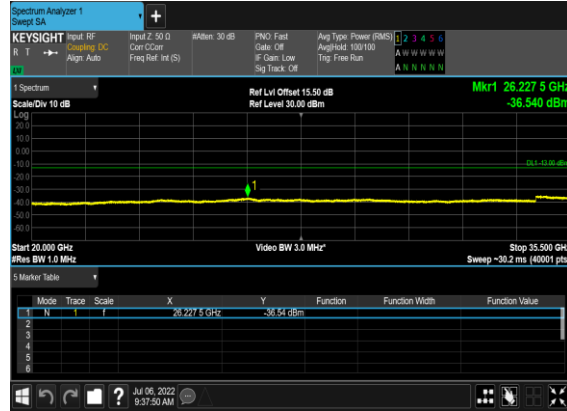 Spectrum Analyzer 1
Swept SA
+
KEYSIGHT Input: RF Input Z: 50 Ω #Atten: 30 dB PNO: Fast Avg Type: Power (RMS) 1 2 3 4 5 6
R T Coupling: DC Corr CCorr Gate: Off Avg|Hold: 100/100 A W W W W W
Align: Auto Freq Ref: Int (S) IF Gain: Low Trig: Free Run
LW Sig Track: Off A N N N N N
1 Spectrum Ref Lvl Offset 15.50 dB Mkr1 26.227 5 GHz
Scale/Div 10 dB Ref Level 30.00 dBm -36.540 dBm
Log
20.0
10.0
0.00
-10.0 DL1 -13.00 dBm
-20.0
-30.0 1
-40.0
-50.0
-60.0
Start 20.000 GHz Video BW 3.0 MHz* Stop 35.500 GHz
#Res BW 1.0 MHz Sweep ~30.2 ms (40001 pts)
5 Marker Table
Mode Trace Scale X Y Function Function Width Function Value
1 N 1 f 26.227 5 GHz -36.54 dBm
2
3
4
5
6
? Jul 06, 2022
9:37:50 AM